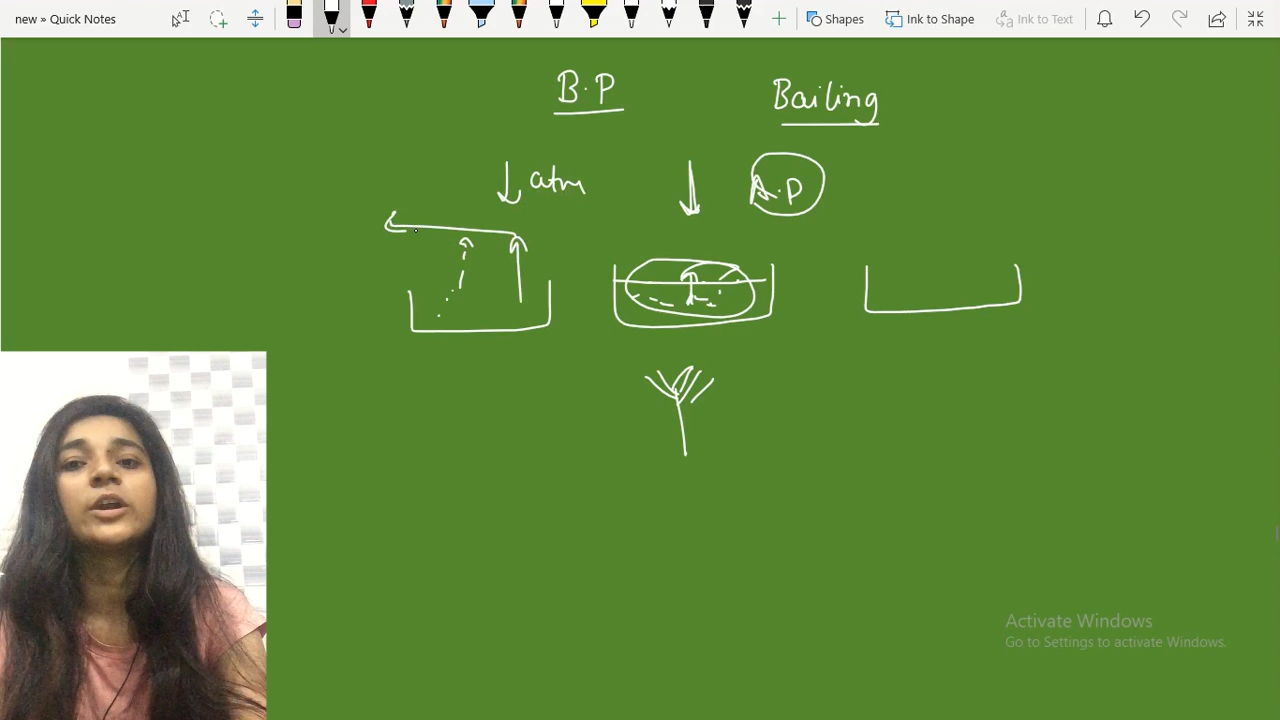 new » Quick Notes
Shapes
Ink to Shape
Ink to Text
B.P
Bailing
atm
A.P
Activate Windows
Go to Settings to activate Windows.